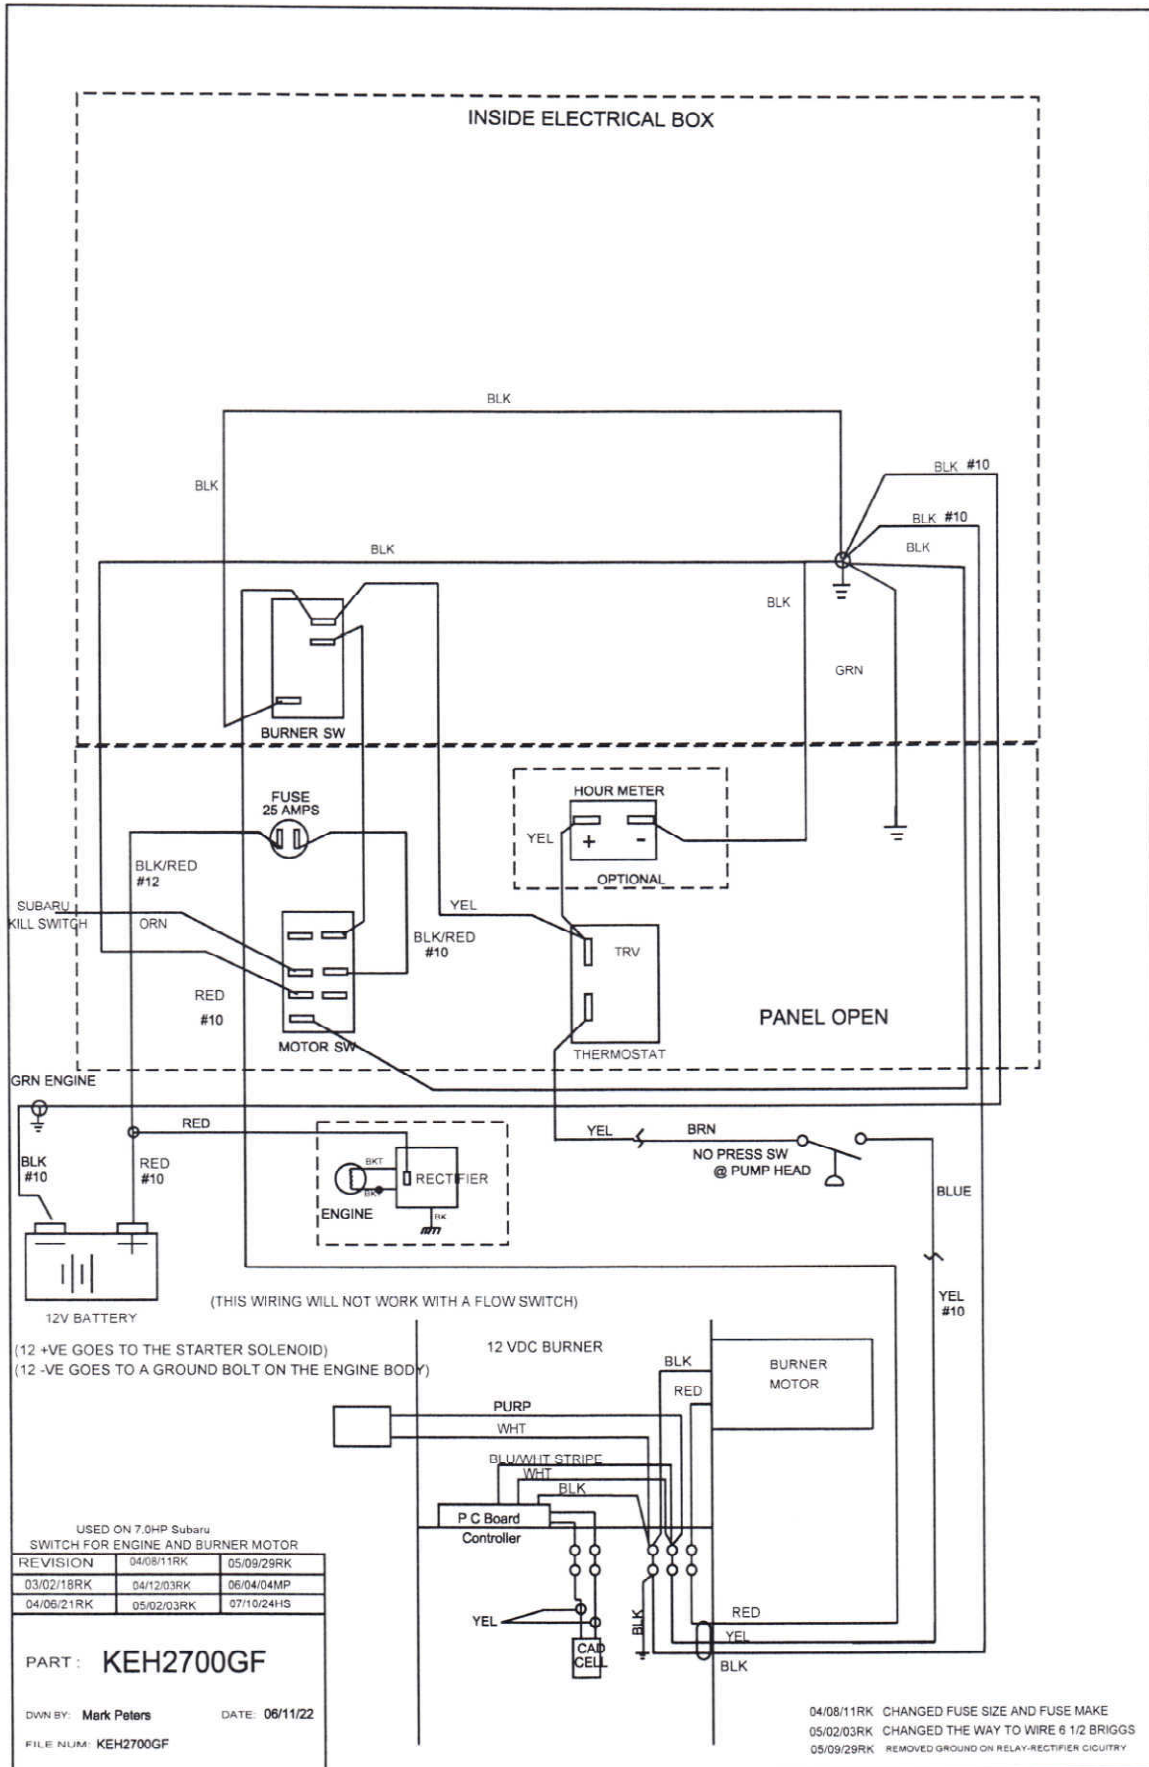 INSIDE ELECTRICAL BOX
BLK
BLK #10
BLK
BLK #10
BLK
BLK
BLK
GRN
BURNER SW
FUSE
25 AMPS
HOUR METER
YEL
+ -
OPTIONAL
BLK/RED
#12
SUBARU
KILL SWITCH
ORN
YEL
BLK/RED
#10
TRV
RED
#10
PANEL OPEN
MOTOR SW
THERMOSTAT
GRN ENGINE
RED
YEL
BRN
NO PRESS SW
@ PUMP HEAD
BLK
#10
RED
#10
BKT
RECTIFIER
BK
ENGINE
BLUE
12V BATTERY
(THIS WIRING WILL NOT WORK WITH A FLOW SWITCH)
YEL
#10
(12 +VE GOES TO THE STARTER SOLENOID)
(12 -VE GOES TO A GROUND BOLT ON THE ENGINE BODY)
12 VDC BURNER
BLK
BURNER
MOTOR
RED
PURP
WHT
BLU/WHT STRIPE
WHT
BLK
P C Board
Controller
USED ON 7.0HP Subaru
SWITCH FOR ENGINE AND BURNER MOTOR
REVISION 04/08/11RK 05/09/29RK
03/02/18RK 04/12/03RK 06/04/04MP
04/06/21RK 05/02/03RK 07/10/24HS
YEL
BLK
RED
YEL
BLK
CAD
CELL
PART : KEH2700GF
DWN BY: Mark Peters DATE: 06/11/22
FILE NUM: KEH2700GF
04/08/11RK CHANGED FUSE SIZE AND FUSE MAKE
05/02/03RK CHANGED THE WAY TO WIRE 6 1/2 BRIGGS
05/09/29RK REMOVED GROUND ON RELAY-RECTIFIER CICUITRY